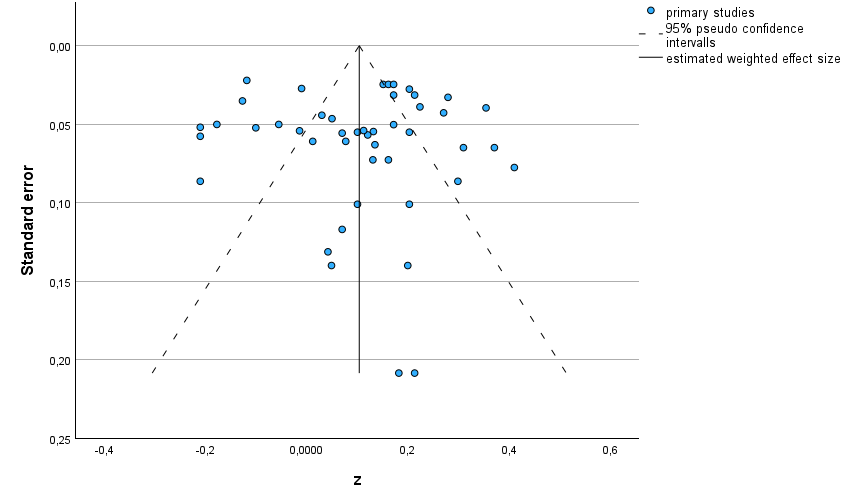 primary studies
95% pseudo confidence
intervalls
estimated weighted effect size
0,00
0,05
0,10
0,15
0,20
0,25
Standard error
-0,4
-0,2
0,0000
0,2
0,4
0,6
z